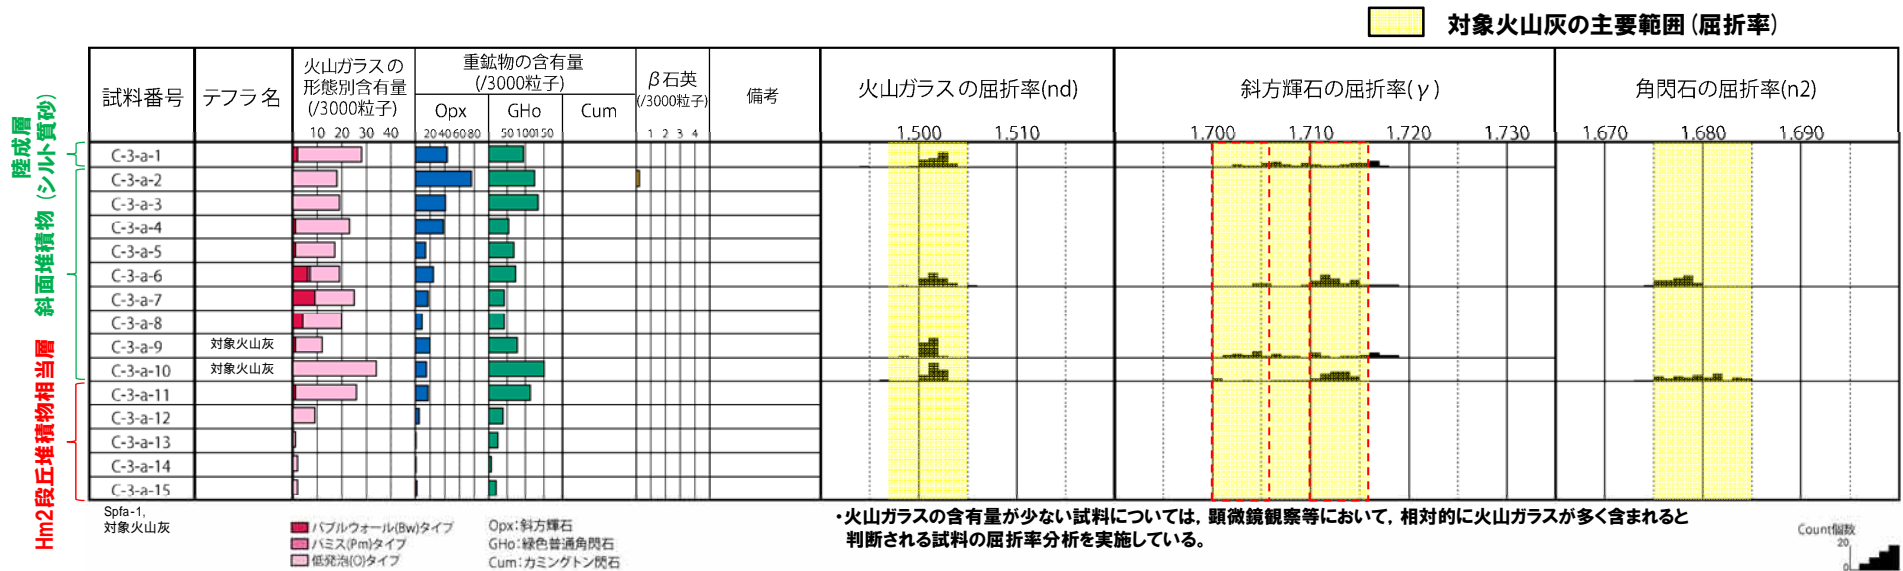 対象火山灰の主要範囲(屈折率)
試料番号
テフラ名
火山ガラスの
形態別含有量
(/3000粒子)
10 20 30 40
重鉱物の含有量
(/3000粒子)
Opx
GHo
Cum
20 40 60 80
50 100 150
β石英
(/3000粒子)
1 2 3 4
備考
火山ガラスの屈折率(nd)
1.500 1.510
斜方輝石の屈折率(γ)
1.700 1.710 1.720 1.730
角閃石の屈折率(n2)
1.670 1.680 1.690
陸成層
(シルト質砂)
斜面堆積物
Hm2段丘堆積物相当層
C-3-a-1
C-3-a-2
C-3-a-3
C-3-a-4
C-3-a-5
C-3-a-6
C-3-a-7
C-3-a-8
C-3-a-9 対象火山灰
C-3-a-10 対象火山灰
C-3-a-11
C-3-a-12
C-3-a-13
C-3-a-14
C-3-a-15
Spfa-1,
対象火山灰
バブルウォール(Bw)タイプ
パミス(Pm)タイプ
低発泡(O)タイプ
Opx:斜方輝石
GHo:緑色普通角閃石
Cum:カミングトン閃石
・火山ガラスの含有量が少ない試料については，顕微鏡観察等において，相対的に火山ガラスが多く含まれると
判断される試料の屈折率分析を実施している。
Count個数
20
0